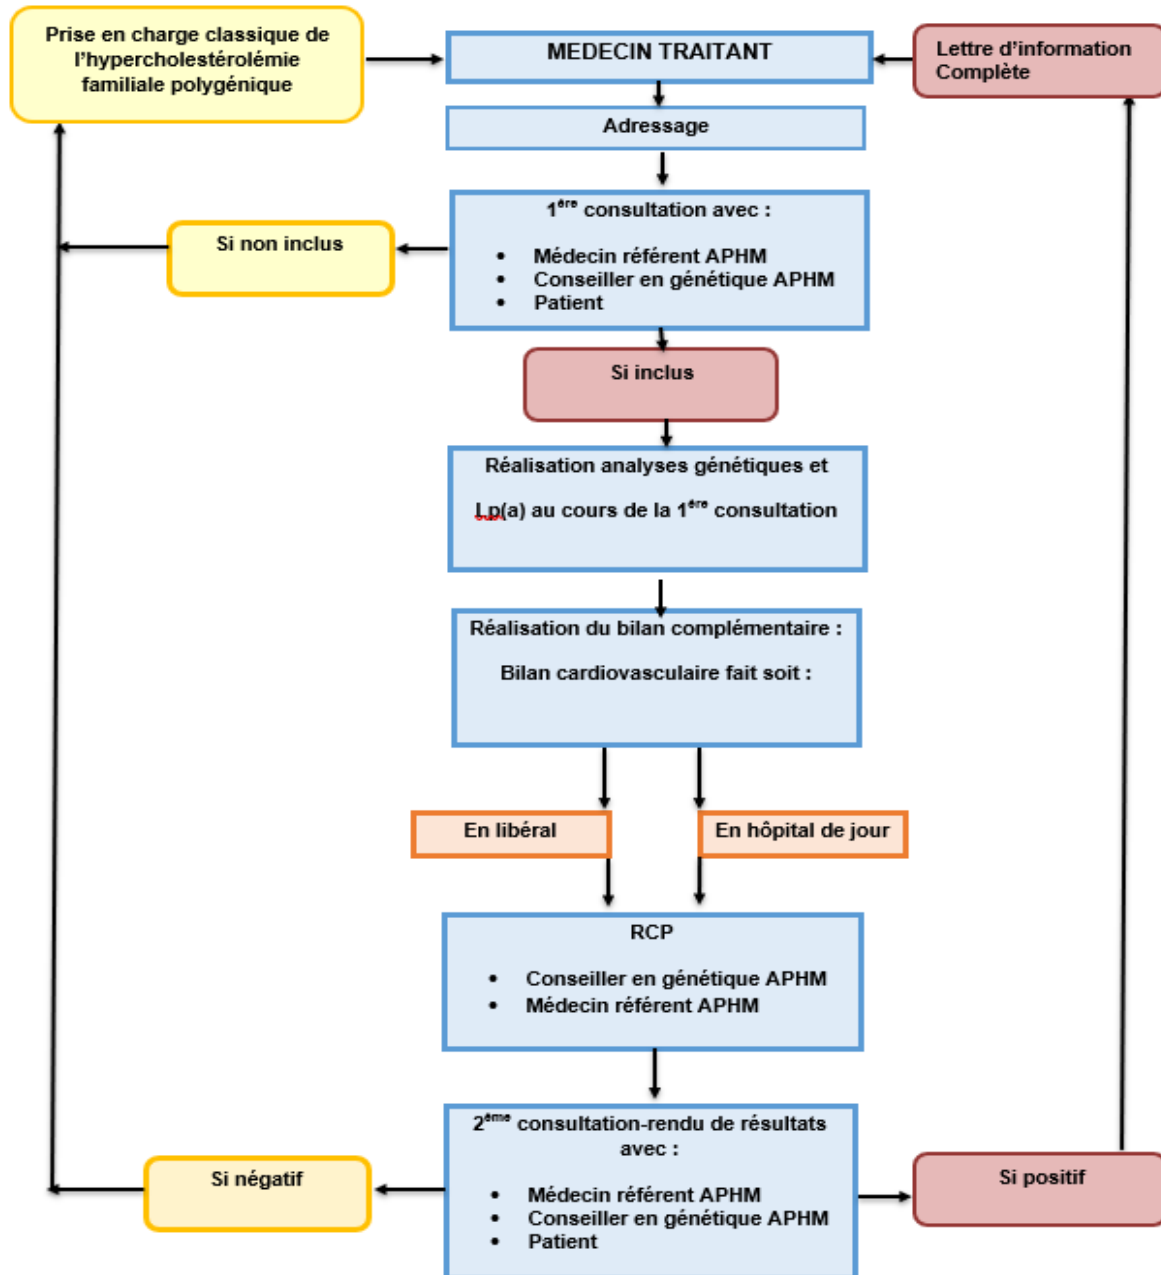 Prise en charge classique de
l'hypercholestérolémie
familiale polygénique
MEDECIN TRAITANT
Lettre d'information
Complète
Adressage
1ère consultation avec :
• Médecin référent APHM
• Conseiller en génétique APHM
• Patient
Si non inclus
Si inclus
Réalisation analyses génétiques et
Lp(a) au cours de la 1ère consultation
Réalisation du bilan complémentaire :
Bilan cardiovasculaire fait soit :
En libéral
En hôpital de jour
RCP
• Conseiller en génétique APHM
• Médecin référent APHM
2ème consultation-rendu de résultats
avec :
• Médecin référent APHM
• Conseiller en génétique APHM
• Patient
Si négatif
Si positif